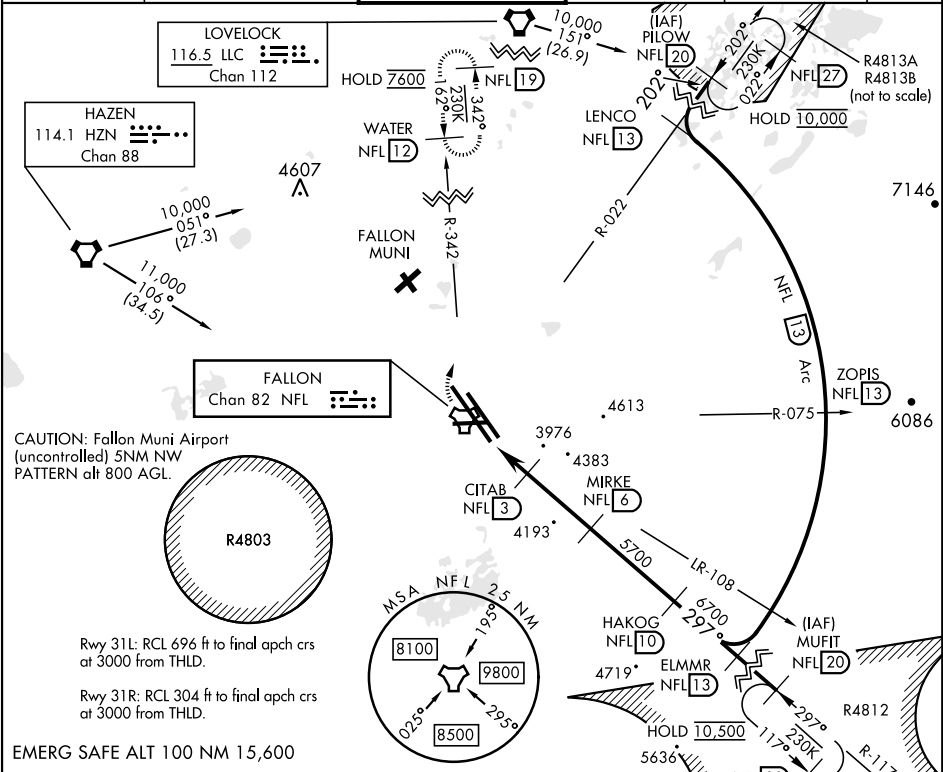 LOVELOCK
116.5 LLC
Chan 112
10,000
151°
(26.9)
(IAF)
PILOW
NFL 20
202°
202°
230K
022°
NFL 27
R4813A
R4813B
(not to scale)
HOLD 10,000
HOLD 7600
162°
230K
342°
NFL 19
LENCO
NFL 13
WATER
NFL 12
HAZEN
114.1 HZN
Chan 88
4607
7146
10,000
051°
(27.3)
11,000
106°
(34.5)
R-342
R-022
FALLON
MUNI
NFL 13 Arc
FALLON
Chan 82 NFL
ZOPIS
NFL 13
R-075
6086
4613
3976
4383
CAUTION: Fallon Muni Airport
(uncontrolled) 5NM NW
PATTERN alt 800 AGL.
CITAB
NFL 3
MIRKE
NFL 6
4193
R4803
5700
LR-108
6700
297°
HAKOG
NFL 10
(IAF)
MUFIT
NFL 20
4719
ELMMR
NFL 13
MSA NFL 25 NM
195°
8100
9800
025°
295°
8500
Rwy 31L: RCL 696 ft to final apch crs
at 3000 from THLD.
Rwy 31R: RCL 304 ft to final apch crs
at 3000 from THLD.
R4812
297°
HOLD 10,500
117°
230K
R-117
5636
EMERG SAFE ALT 100 NM 15,600